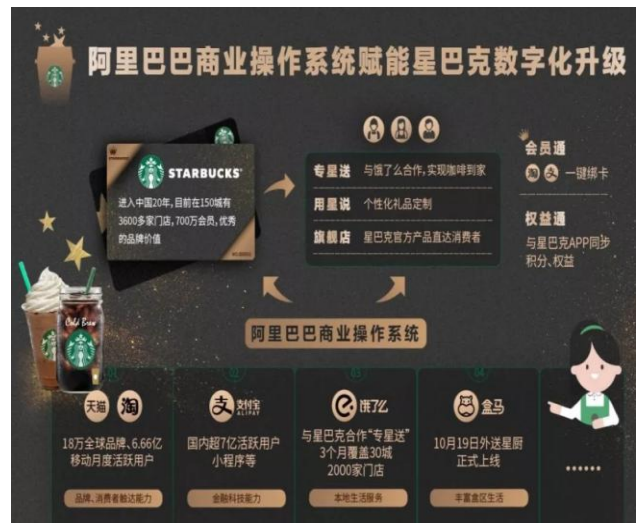 阿里巴巴商业操作系统赋能星巴克数字化升级
STARBUCKS
进入中国20年,目前在150城有
3600多家门店,700万会员,优秀
的品牌价值
专星送 与饿了么合作,实现咖啡到家
用星说 个性化礼品定制
旗舰店 星巴克官方产品直达消费者
会员通
淘 支 一键绑卡
权益通
与星巴克APP同步
积分、权益
Cold Brew
阿里巴巴商业操作系统
01
天猫 淘
18万全球品牌、6.66亿
移动月度活跃用户
品牌、消费者触达能力
02
支 支付宝
ALIPAY
国内超7亿活跃用户
小程序等
金融科技能力
03
饿了么
与星巴克合作“专星送”
3个月覆盖30城
2000家门店
本地生活服务
04
盒马
10月19日外送星厨
正式上线
丰富盒区生活
······